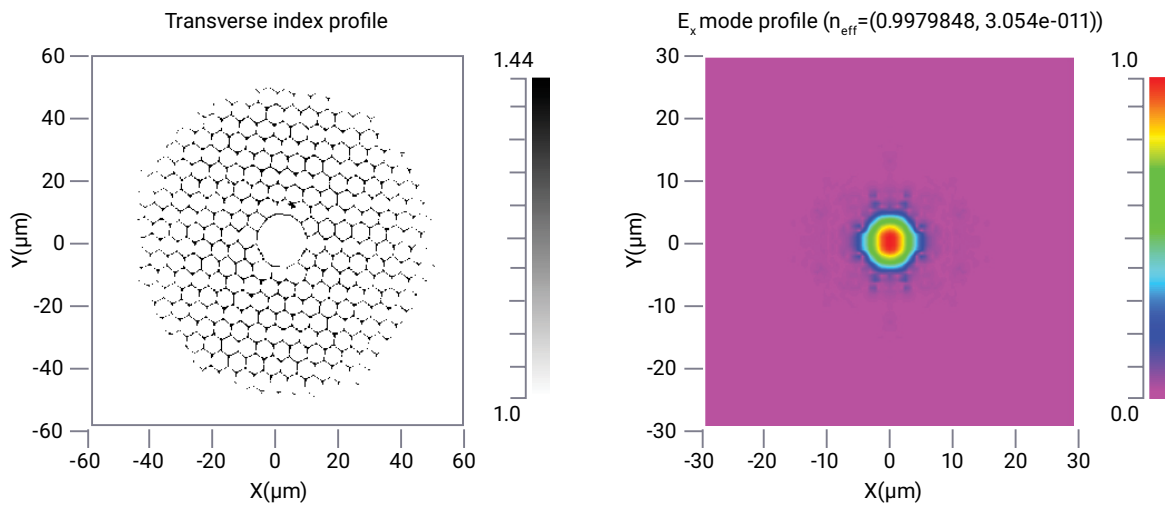 Transverse index profile
60
40
20
0
-20
-40
-60
Y(μm)
-60 -40 -20 0 20 40 60
X(μm)
1.44
1.0
Eₓ mode profile (n_eff=(0.9979848, 3.054e-011))
30
20
10
0
-10
-20
-30
Y(μm)
-30 -20 -10 0 10 20 30
X(μm)
1.0
0.0